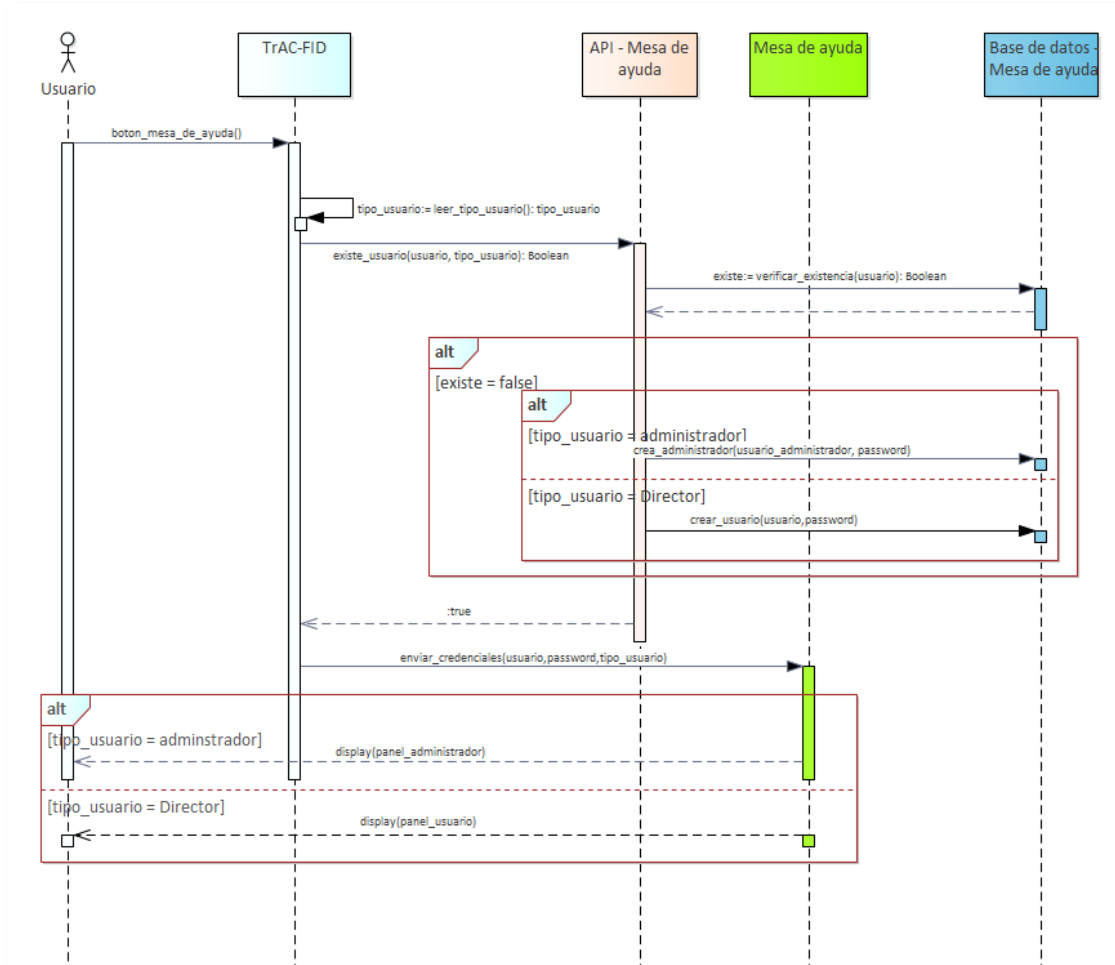 Usuario
TrAC-FID
API - Mesa de
ayuda
Mesa de ayuda
Base de datos -
Mesa de ayuda
boton_mesa_de_ayuda()
tipo_usuario:= leer_tipo_usuario(): tipo_usuario
existe_usuario(usuario, tipo_usuario): Boolean
existe:= verificar_existencia(usuario): Boolean
alt
[existe = false]
alt
[tipo_usuario = administrador]
crea_administrador(usuario_administrador, password)
[tipo_usuario = Director]
crear_usuario(usuario,password)
:true
enviar_credenciales(usuario,password,tipo_usuario)
alt
[tipo_usuario = adminstrador]
display(panel_administrador)
[tipo_usuario = Director]
display(panel_usuario)